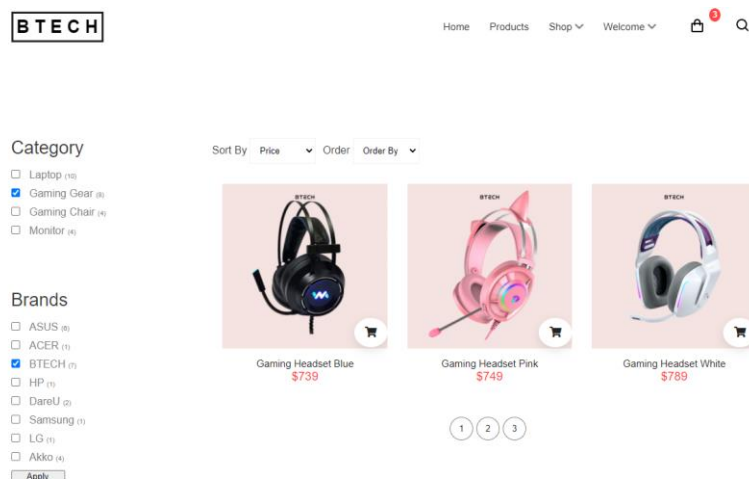 BTECH
Home Products Shop Welcome 3
Category
Laptop (10)
Gaming Gear (8)
Gaming Chair (4)
Monitor (4)
Brands
ASUS (6)
ACER (1)
BTECH (7)
HP (1)
DareU (2)
Samsung (1)
LG (1)
Akko (4)
Apply
Sort By Price Order Order By
BTECH
BTECH
BTECH
Gaming Headset Blue
$739
Gaming Headset Pink
$749
Gaming Headset White
$789
1 2 3